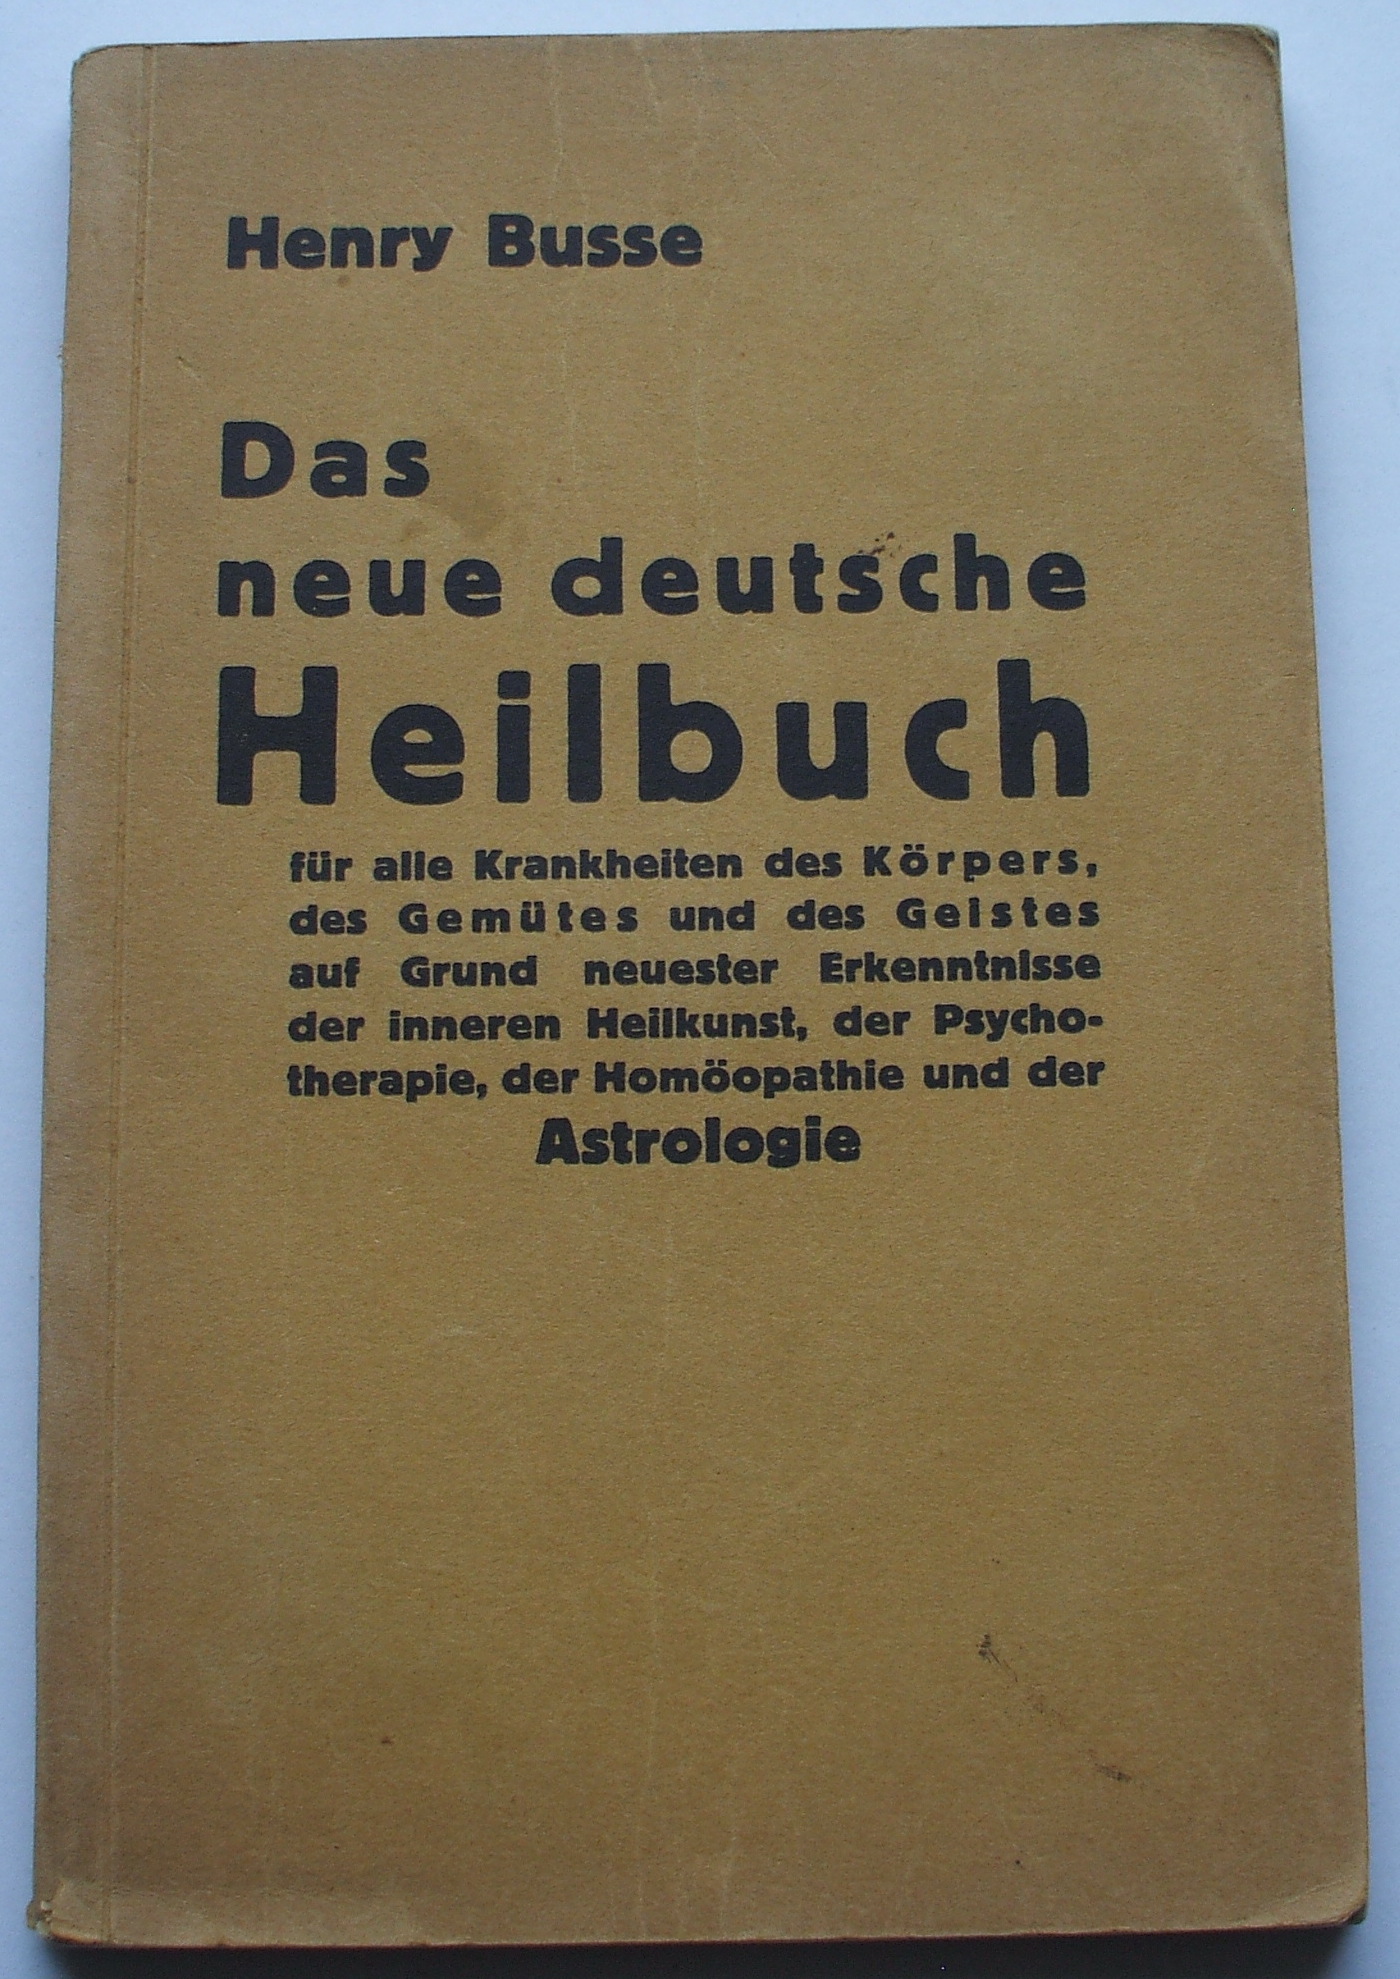 Henry Busse
Das
neue deutsche
Heilbuch
für alle Krankheiten des Körpers,
des Gemütes und des Geistes
auf Grund neuester Erkenntnisse
der inneren Heilkunst, der Psycho-
therapie, der Homöopathie und der
Astrologie